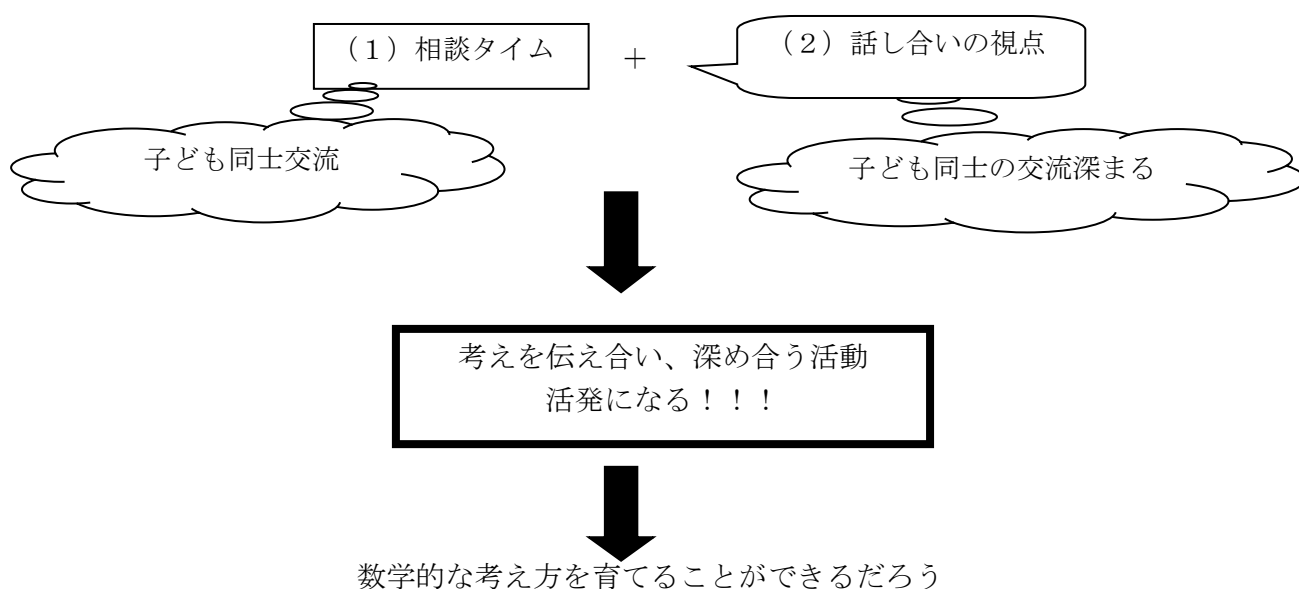 （１）相談タイム
＋
（２）話し合いの視点
子ども同士交流
子ども同士の交流深まる
考えを伝え合い、深め合う活動
活発になる！！！
数学的な考え方を育てることができるだろう